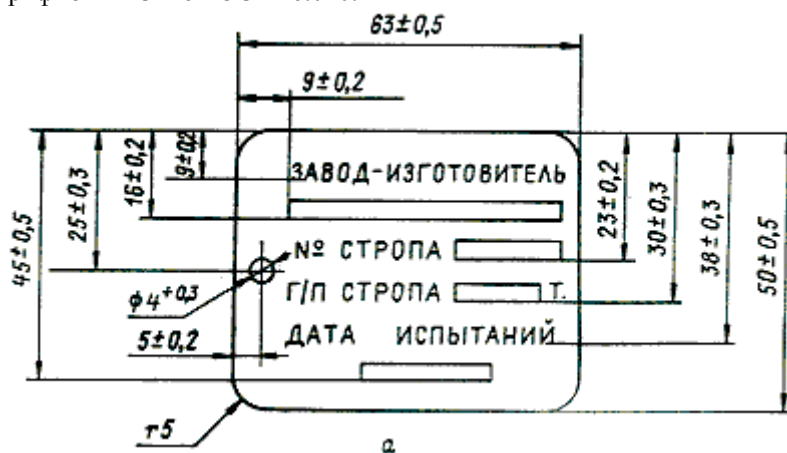 63±0,5
9±0,2
9±0,2
16±0,2
25±0,3
45±0,5
ЗАВОД-ИЗГОТОВИТЕЛЬ
№ СТРОПА
Г/П СТРОПА Т.
ДАТА ИСПЫТАНИЙ
23±0,2
30±0,3
38±0,3
50±0,5
ϕ4+0,3
5±0,2
r5
а